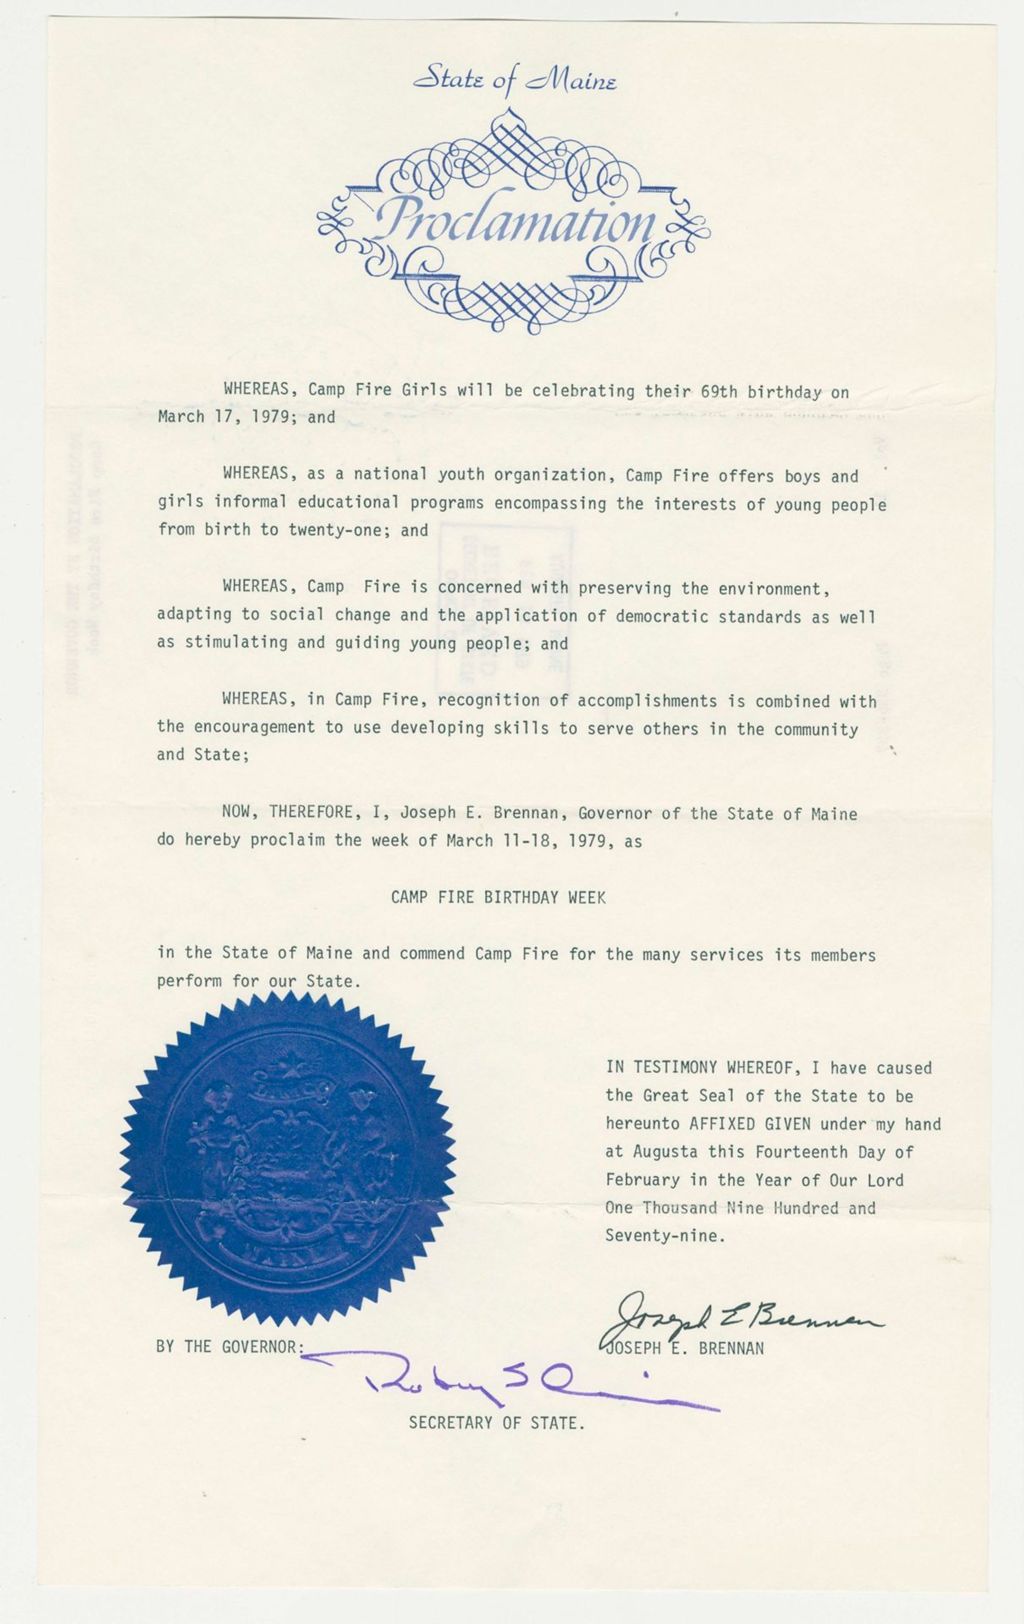 State of Maine
Proclamation
WHEREAS, Camp Fire Girls will be celebrating their 69th birthday on
March 17, 1979; and
WHEREAS, as a national youth organization, Camp Fire offers boys and
girls informal educational programs encompassing the interests of young people
from birth to twenty-one; and
WHEREAS, Camp Fire is concerned with preserving the environment,
adapting to social change and the application of democratic standards as well
as stimulating and guiding young people; and
WHEREAS, in Camp Fire, recognition of accomplishments is combined with
the encouragement to use developing skills to serve others in the community
and State;
NOW, THEREFORE, I, Joseph E. Brennan, Governor of the State of Maine
do hereby proclaim the week of March 11-18, 1979, as
CAMP FIRE BIRTHDAY WEEK
in the State of Maine and commend Camp Fire for the many services its members
perform for our State.
IN TESTIMONY WHEREOF, I have caused
the Great Seal of the State to be
hereunto AFFIXED GIVEN under my hand
at Augusta this Fourteenth Day of
February in the Year of Our Lord
One Thousand Nine Hundred and
Seventy-nine.
MAINE
Joseph E Brennan
BY THE GOVERNOR:
JOSEPH E. BRENNAN
SECRETARY OF STATE.